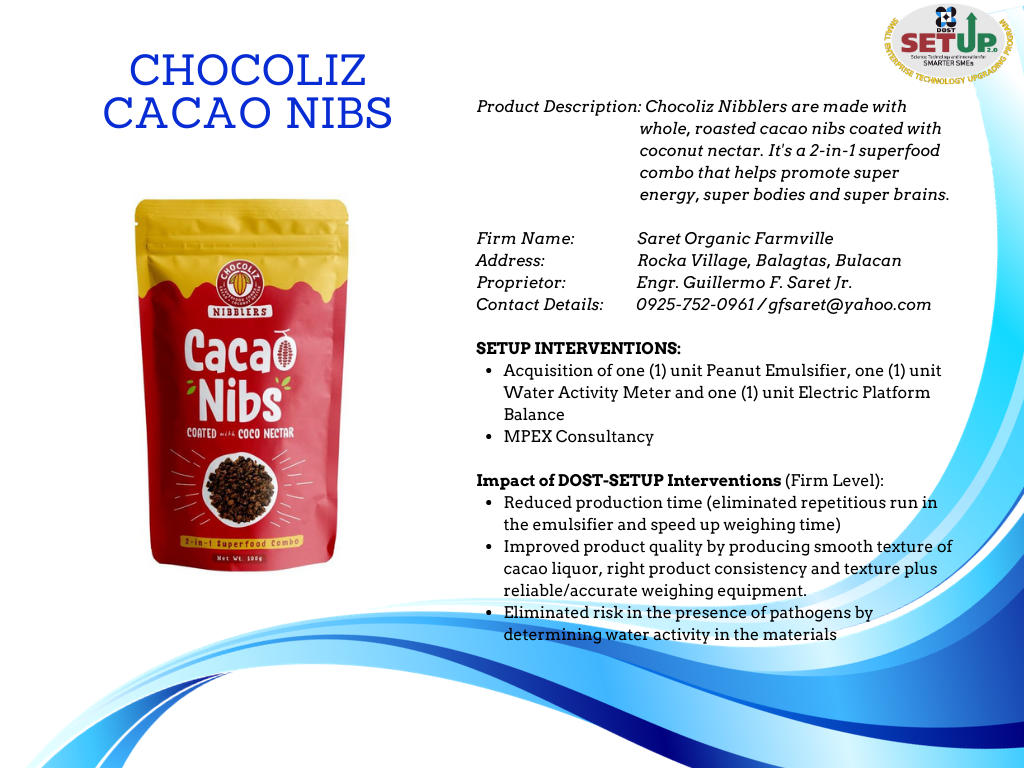 CHOCOLIZ
CACAO NIBS
DOST
SETUP 2.0
Science Technology and Innovation for
SMARTER SMEs
SMALL ENTERPRISE TECHNOLOGY UPGRADING PROGRAM
Product Description: Chocoliz Nibblers are made with
whole, roasted cacao nibs coated with
coconut nectar. It's a 2-in-1 superfood
combo that helps promote super
energy, super bodies and super brains.
Firm Name: Saret Organic Farmville
Address: Rocka Village, Balagtas, Bulacan
Proprietor: Engr. Guillermo F. Saret Jr.
Contact Details: 0925-752-0961 / gfsaret@yahoo.com
SETUP INTERVENTIONS:
• Acquisition of one (1) unit Peanut Emulsifier, one (1) unit
Water Activity Meter and one (1) unit Electric Platform
Balance
• MPEX Consultancy
Impact of DOST-SETUP Interventions (Firm Level):
• Reduced production time (eliminated repetitious run in
the emulsifier and speed up weighing time)
• Improved product quality by producing smooth texture of
cacao liquor, right product consistency and texture plus
reliable/accurate weighing equipment.
• Eliminated risk in the presence of pathogens by
determining water activity in the materials
CHOCOLIZ
NIBBLERS
Cacao
Nibs
COATED with COCO NECTAR
2-in-1 Superfood Combo
Net Wt. 100g